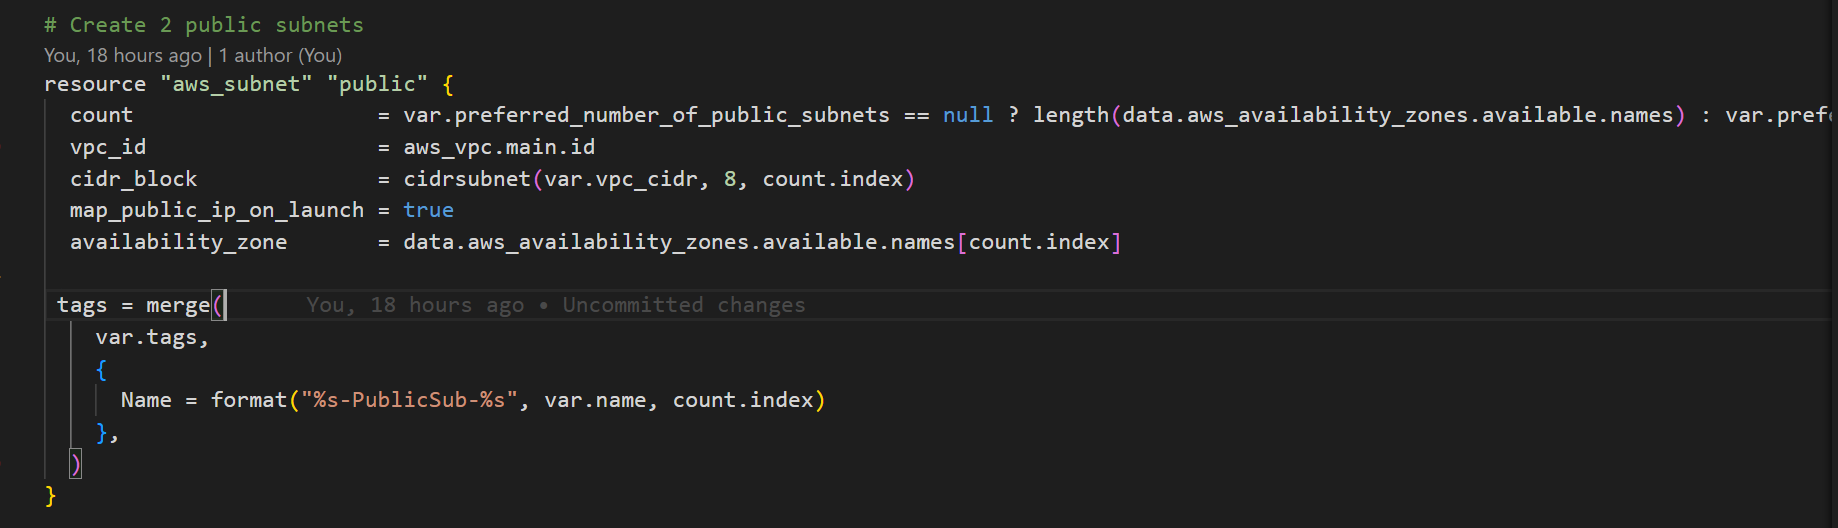 # Create 2 public subnets
You, 18 hours ago | 1 author (You)
resource "aws_subnet" "public" {
count = var.preferred_number_of_public_subnets == null ? length(data.aws_availability_zones.available.names) : var.pref
vpc_id = aws_vpc.main.id
cidr_block = cidrsubnet(var.vpc_cidr, 8, count.index)
map_public_ip_on_launch = true
availability_zone = data.aws_availability_zones.available.names[count.index]
tags = merge( You, 18 hours ago • Uncommitted changes
var.tags,
{
Name = format("%s-PublicSub-%s", var.name, count.index)
},
)
}